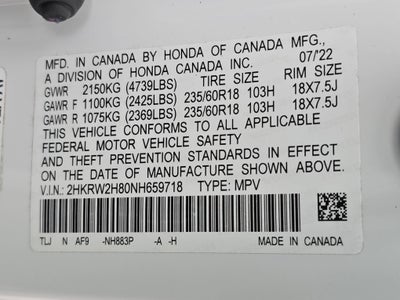 MFD. IN CANADA BY HONDA OF CANADA MFG.,
A DIVISION OF HONDA CANADA INC. 07/'22
GVWR 2150KG (4739LBS) TIRE SIZE RIM SIZE
GAWR F 1100KG (2425LBS) 235/60R18 103H 18X7.5J
GAWR R 1075KG (2369LBS) 235/60R18 103H 18X7.5J
THIS VEHICLE CONFORMS TO ALL APPLICABLE
FEDERAL MOTOR VEHICLE SAFETY, BUMPER,
AND THEFT PREVENTION STANDARDS IN EFFECT
ON THE DATE OF MANUFACTURE SHOWN ABOVE.
V.I.N.: 2HKRW2H80NH659718 TYPE: MPV
TLJ N AF9 -NH883P -A -H MADE IN CANADA